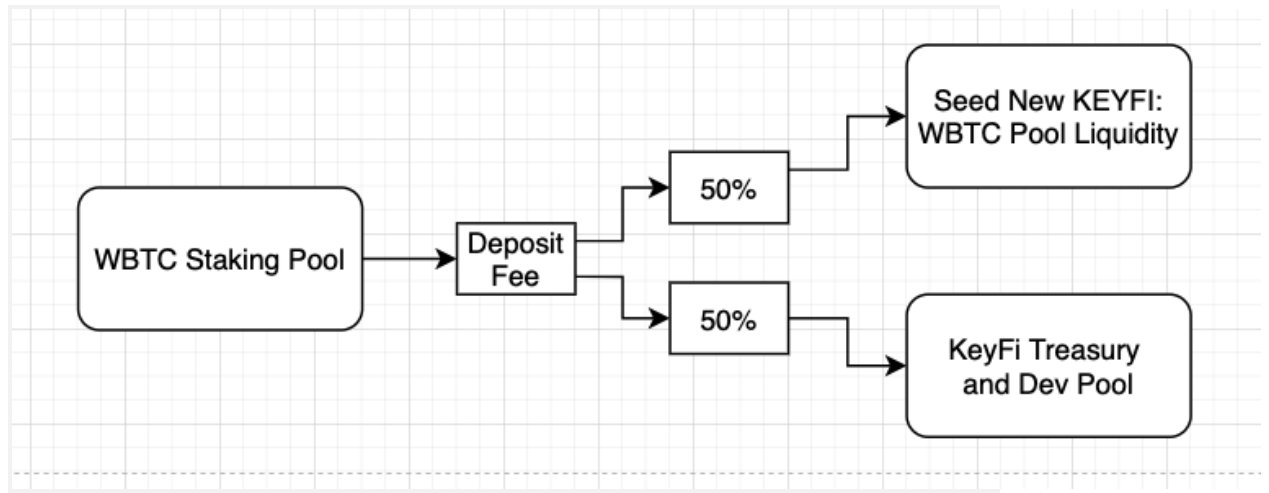 WBTC Staking Pool
Deposit
Fee
50%
50%
Seed New KEYFI:
WBTC Pool Liquidity
KeyFi Treasury
and Dev Pool